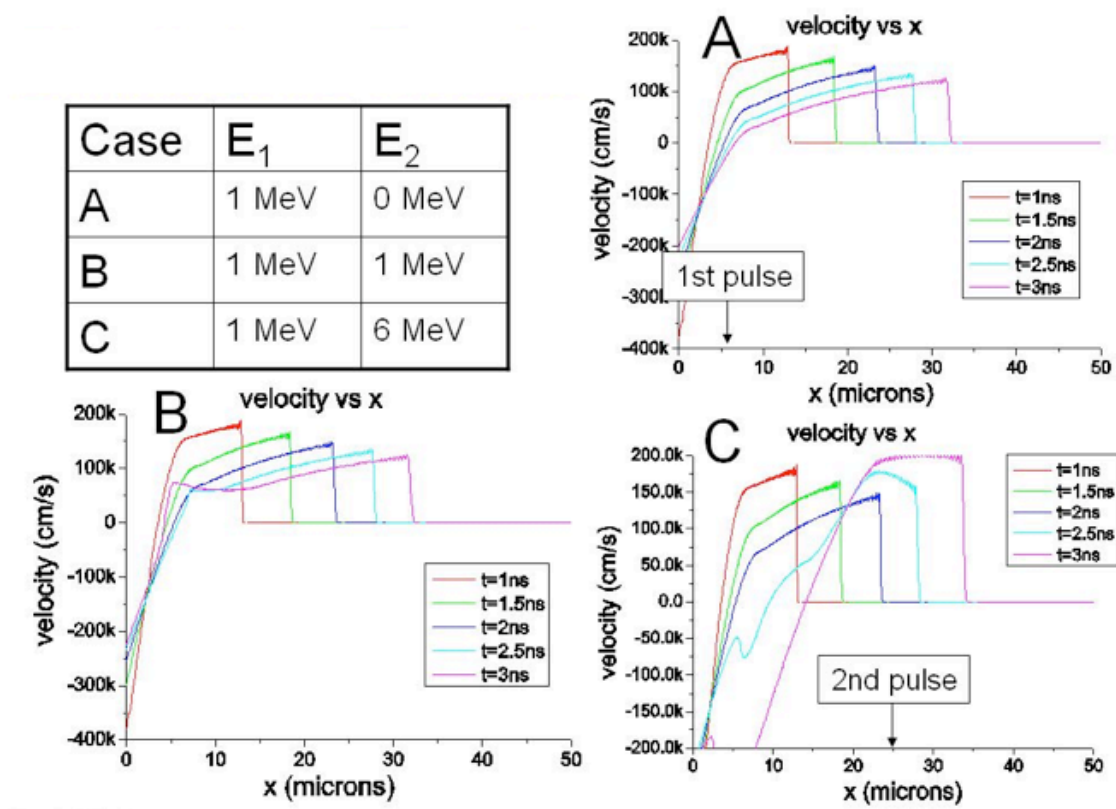 Case E1 E2
A 1 MeV 0 MeV
B 1 MeV 1 MeV
C 1 MeV 6 MeV
A
velocity vs x
velocity (cm/s)
200k
100k
0
-100k
-200k
-300k
-400k
1st pulse
t=1ns
t=1.5ns
t=2ns
t=2.5ns
t=3ns
0 10 20 30 40 50
x (microns)
B
velocity vs x
velocity (cm/s)
200k
100k
0
-100k
-200k
-300k
-400k
t=1ns
t=1.5ns
t=2ns
t=2.5ns
t=3ns
0 10 20 30 40 50
x (microns)
C
velocity vs x
velocity (cm/s)
200.0k
150.0k
100.0k
50.0k
0.0
-50.0k
-100.0k
-150.0k
-200.0k
t=1ns
t=1.5ns
t=2ns
t=2.5ns
t=3ns
2nd pulse
0 10 20 30 40 50
x (microns)